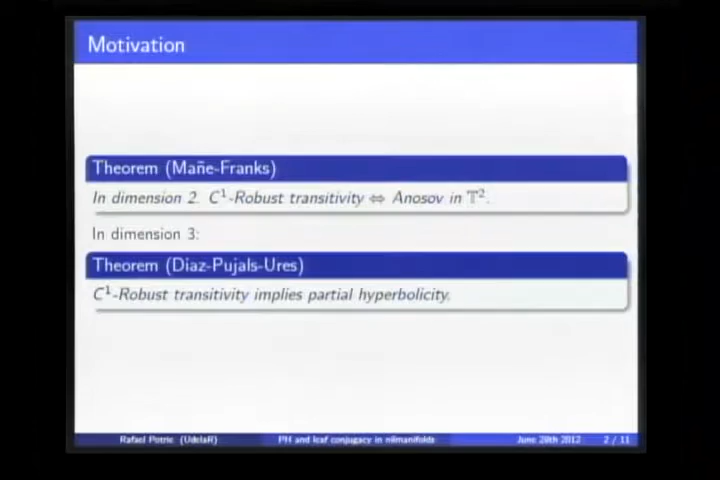 Motivation
Theorem (Mañe-Franks)
In dimension 2. C¹-Robust transitivity ⇔ Anosov in 𝕋².
In dimension 3:
Theorem (Diaz-Pujals-Ures)
C¹-Robust transitivity implies partial hyperbolicity.
Rafael Potrie (UdelaR) PH and leaf conjugacy in nilmanifolds June 20th 2012 2 / 11